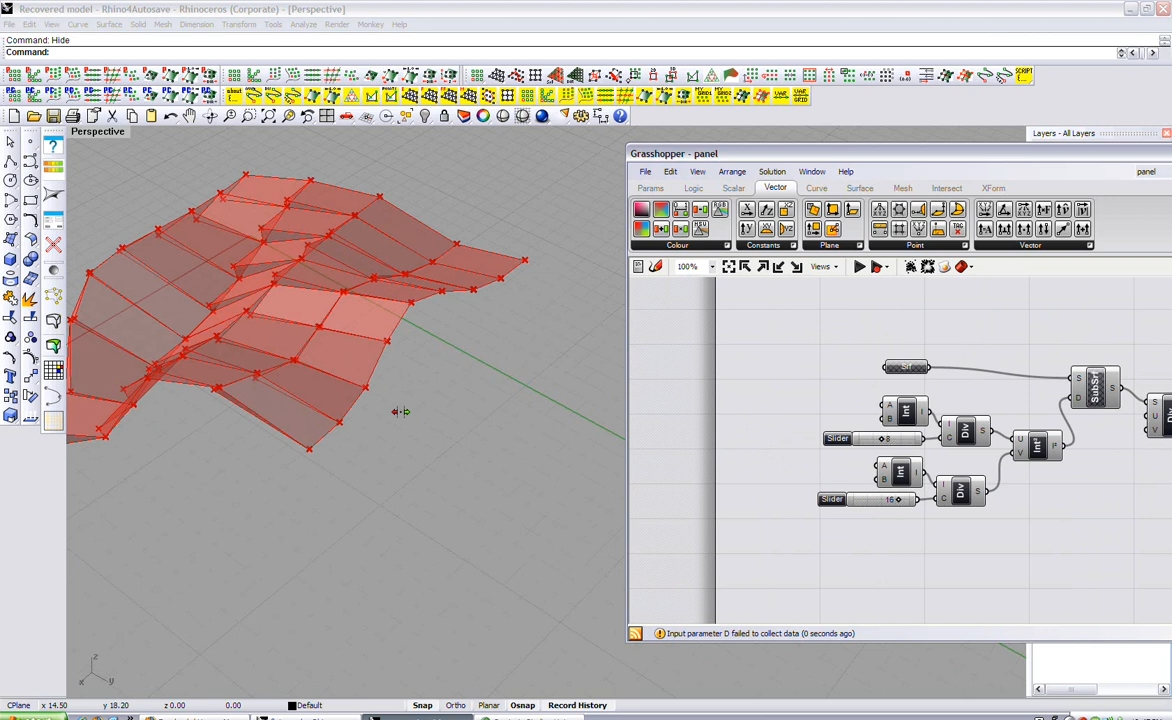 Recovered model - Rhino4Autosave - Rhinoceros (Corporate) - [Perspective]
File Edit View Curve Surface Solid Mesh Dimension Transform Tools Analyze Render Monkey Help
Command: Hide
Command:
SCRIPT
Perspective
Layers - All Layers
Grasshopper - panel
File Edit View Arrange Solution Window Help panel
Params Logic Scalar Vector Curve Surface Mesh Intersect XForm
Colour Constants Plane Point Vector
100% Views
Srf
S
D
SubSrf
S
U
V
A
B
Int
I
Slider
8
I
C
Div
S
U
V
Int²
I²
A
B
Int
I
Slider
16
I
C
Div
S
Input parameter D failed to collect data (0 seconds ago)
z
x y
x 14.50 y 18.20 z 0.00 0.00 Default Snap Ortho Planar Osnap Record History